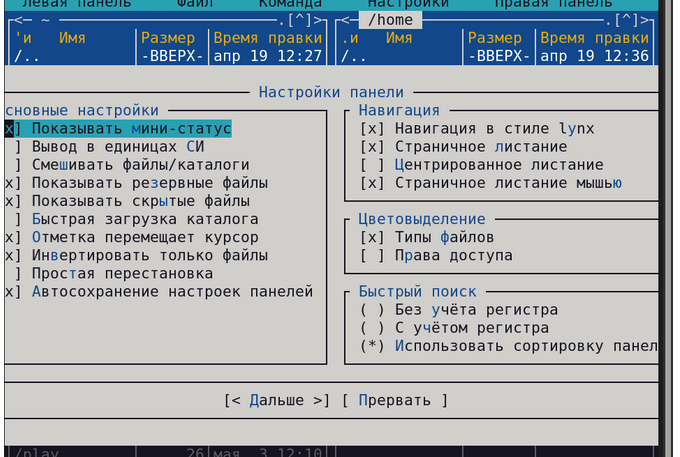 Левая панель Файл Команда Настройки Правая панель
<— ~ .[^]> <— /home .[^]>
'и Имя Размер Время правки .и Имя Размер Время правки
/.. -ВВЕРХ- апр 19 12:27 /.. -ВВЕРХ- апр 19 12:36
Настройки панели
сновные настройки
x] Показывать мини-статус
] Вывод в единицах СИ
] Смешивать файлы/каталоги
x] Показывать резервные файлы
x] Показывать скрытые файлы
] Быстрая загрузка каталога
x] Отметка перемещает курсор
x] Инвертировать только файлы
] Простая перестановка
x] Автосохранение настроек панелей
Навигация
[x] Навигация в стиле lynx
[x] Страничное листание
[ ] Центрированное листание
[x] Страничное листание мышью
Цветовыделение
[x] Типы файлов
[ ] Права доступа
Быстрый поиск
( ) Без учёта регистра
( ) С учётом регистра
(*) Использовать сортировку панел
[< Дальше >] [ Прервать ]
/play 26 мая 3 12:10